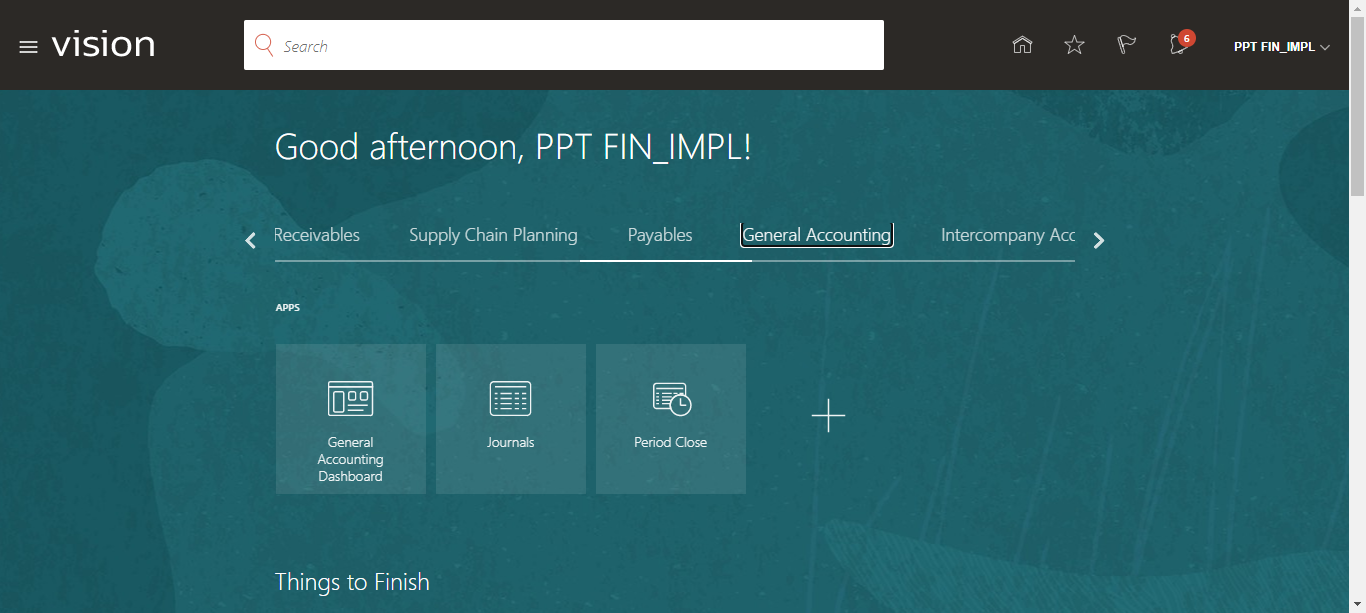 vision
Search
6
PPT FIN_IMPL
Good afternoon, PPT FIN_IMPL!
Receivables
Supply Chain Planning
Payables
General Accounting
Intercompany Acc
APPS
General
Accounting
Dashboard
Journals
Period Close
Things to Finish